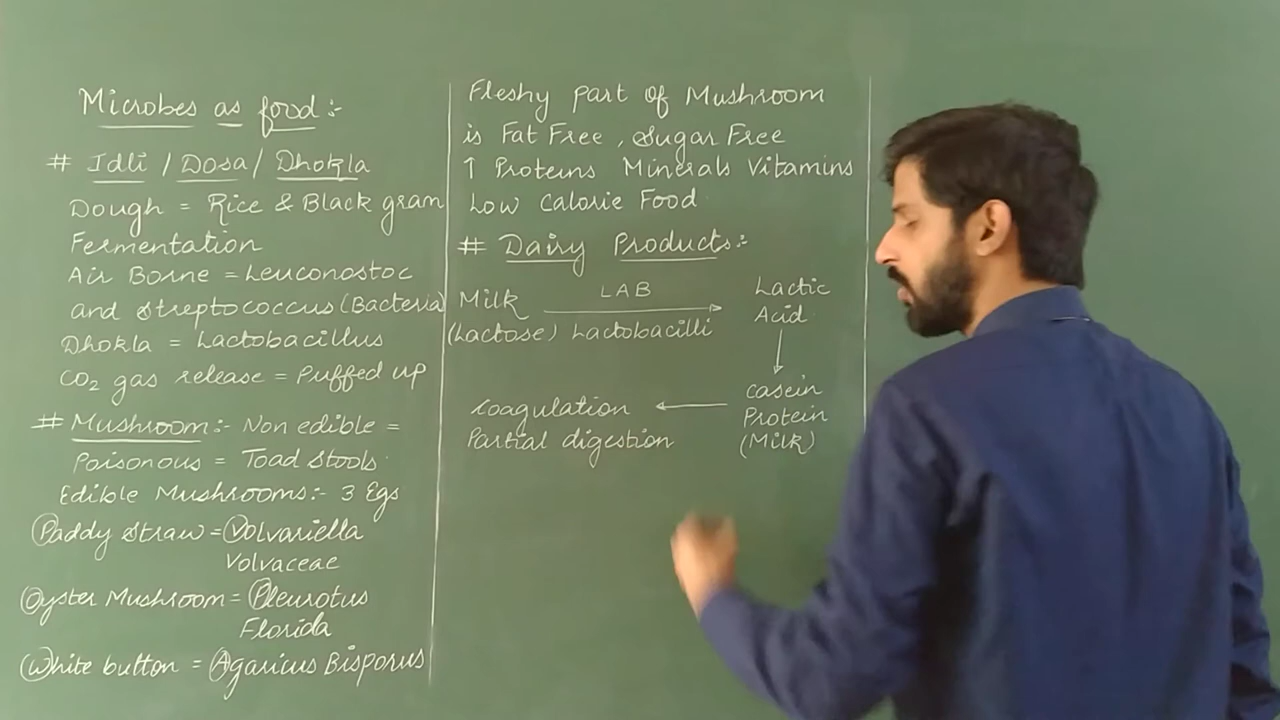 Microbes as food:-
# Idli / Dosa / Dhokla
Dough = Rice & Black gram
Fermentation
Air Borne = Leuconostoc
and Streptococcus (Bacteria)
Dhokla = Lactobacillus
CO2 gas release = Puffed up
# Mushroom:- Non edible =
Poisonous = Toad Stools
Edible Mushrooms:- 3 Egs
Paddy Straw = Volvariella
Volvaceae
Oyster Mushroom = Pleurotus
Florida
White button = Agaricus Bisporus
Fleshy Part of Mushroom
is Fat Free, Sugar Free
↑ Proteins Minerals Vitamins
Low Calorie Food
# Dairy Products:-
Milk LAB → Lactic
(Lactose) Lactobacilli Acid
↓
Coagulation ← Casein
Partial digestion Protein
(Milk)